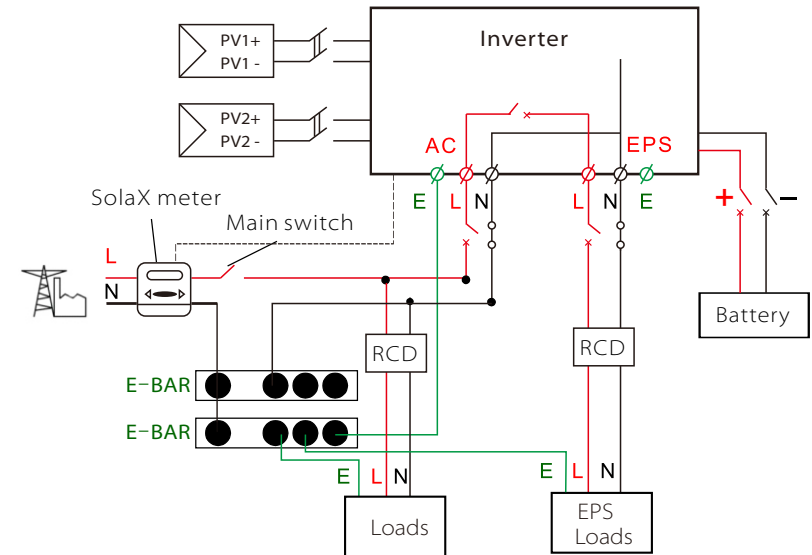 PV1+
PV1 -
Inverter
PV2+
PV2 -
AC
EPS
E
L
N
L
N
E
SolaX meter
Main switch
+
−
L
N
Battery
RCD
RCD
E-BAR
E-BAR
E
L
N
E
L
N
Loads
EPS
Loads